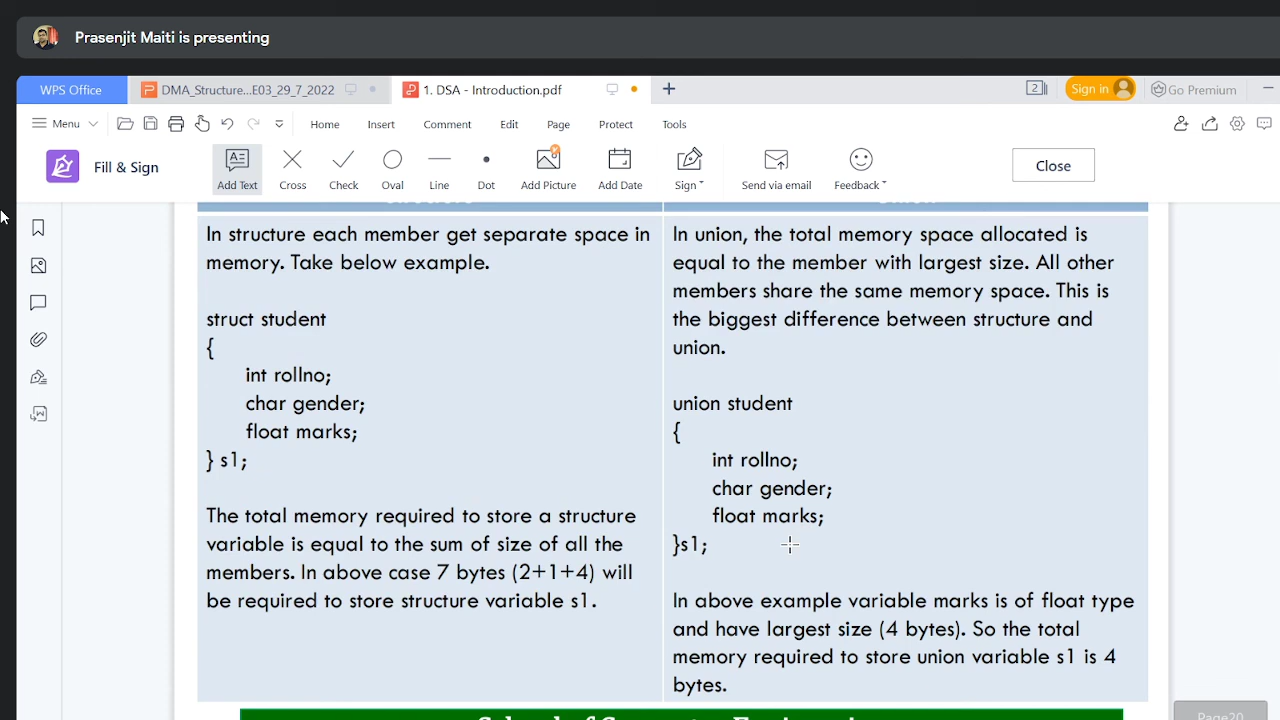 Prasenjit Maiti is presenting
WPS Office
DMA_Structure...E03_29_7_2022
1. DSA - Introduction.pdf
2
Sign in
Go Premium
Menu
Home
Insert
Comment
Edit
Page
Protect
Tools
Fill & Sign
Add Text
Cross
Check
Oval
Line
Dot
Add Picture
Add Date
Sign
Send via email
Feedback
Close
In structure each member get separate space in
memory. Take below example.
struct student
{
int rollno;
char gender;
float marks;
} s1;
The total memory required to store a structure
variable is equal to the sum of size of all the
members. In above case 7 bytes (2+1+4) will
be required to store structure variable s1.
In union, the total memory space allocated is
equal to the member with largest size. All other
members share the same memory space. This is
the biggest difference between structure and
union.
union student
{
int rollno;
char gender;
float marks;
}s1;
In above example variable marks is of float type
and have largest size (4 bytes). So the total
memory required to store union variable s1 is 4
bytes.
Page20